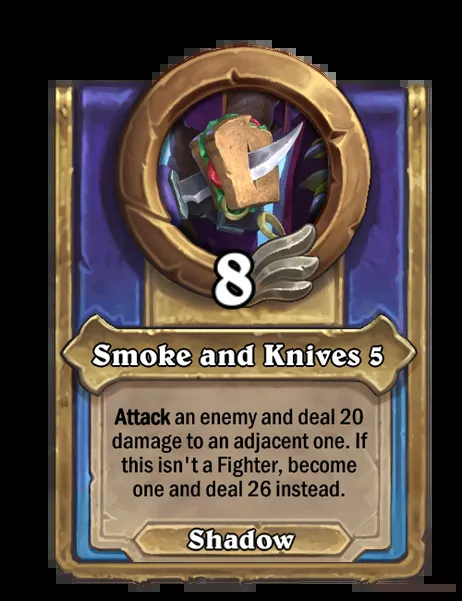 8
Smoke and Knives 5
Attack an enemy and deal 20
damage to an adjacent one. If
this isn't a Fighter, become
one and deal 26 instead.
Shadow